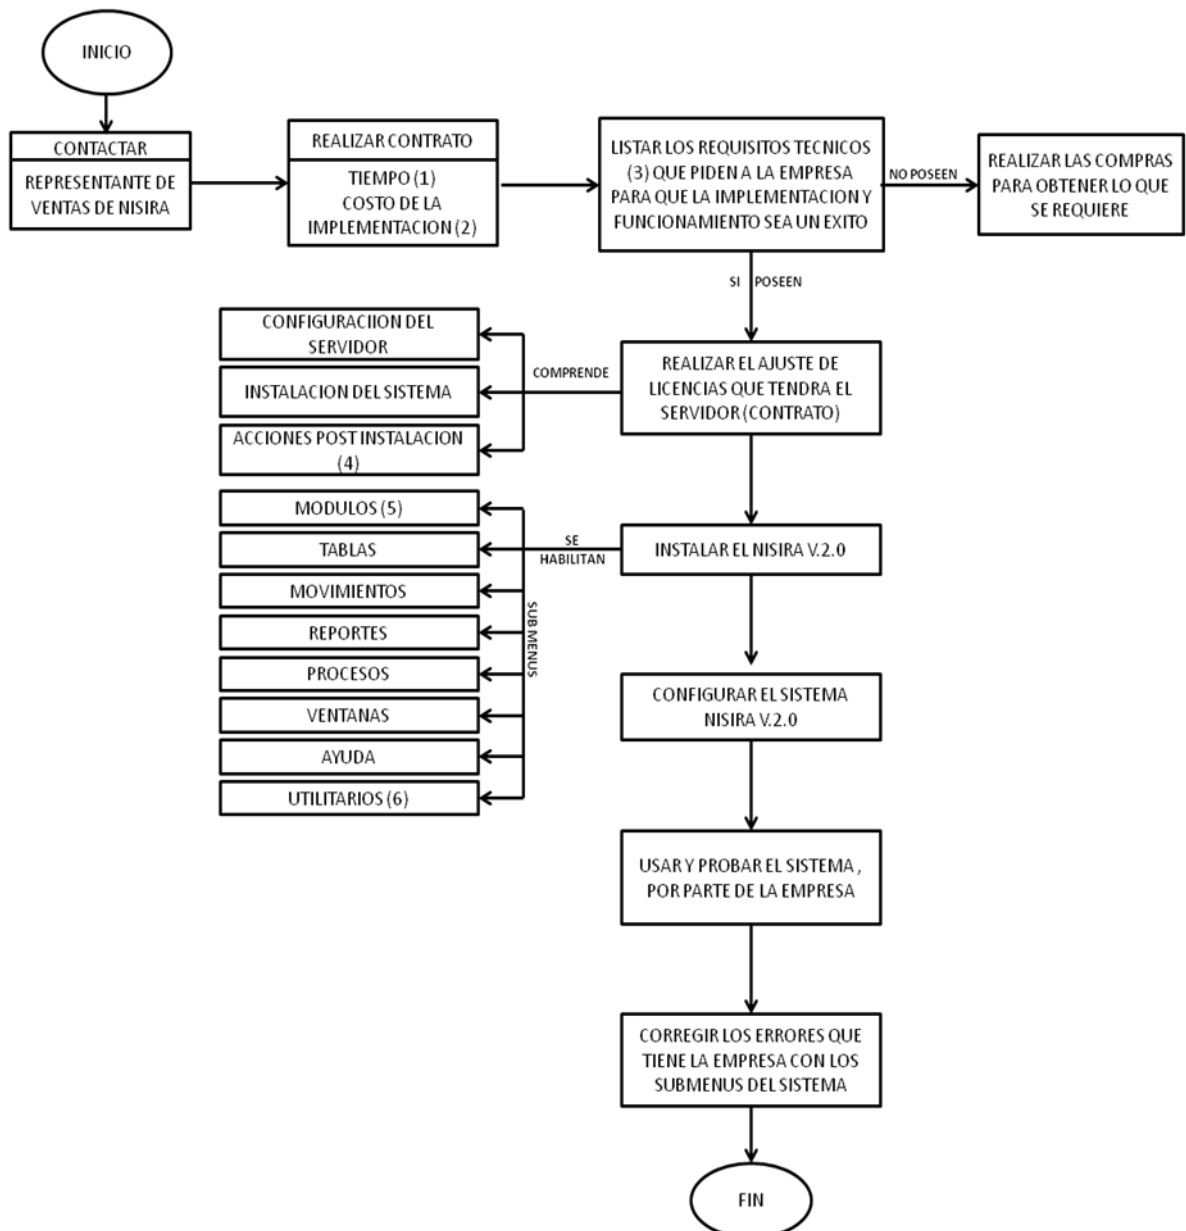 INICIO
CONTACTAR
REPRESENTANTE DE
VENTAS DE NISIRA
REALIZAR CONTRATO
TIEMPO (1)
COSTO DE LA
IMPLEMENTACION (2)
LISTAR LOS REQUISITOS TECNICOS
(3) QUE PIDEN A LA EMPRESA
PARA QUE LA IMPLEMENTACION Y
FUNCIONAMIENTO SEA UN EXITO
NO POSEEN
REALIZAR LAS COMPRAS
PARA OBTENER LO QUE
SE REQUIERE
SI POSEEN
REALIZAR EL AJUSTE DE
LICENCIAS QUE TENDRA EL
SERVIDOR (CONTRATO)
COMPRENDE
CONFIGURACIION DEL
SERVIDOR
INSTALACION DEL SISTEMA
ACCIONES POST INSTALACION
(4)
INSTALAR EL NISIRA V.2.0
SE
HABILITAN
SUB MENUS
MODULOS (5)
TABLAS
MOVIMIENTOS
REPORTES
PROCESOS
VENTANAS
AYUDA
UTILITARIOS (6)
CONFIGURAR EL SISTEMA
NISIRA V.2.0
USAR Y PROBAR EL SISTEMA ,
POR PARTE DE LA EMPRESA
CORREGIR LOS ERRORES QUE
TIENE LA EMPRESA CON LOS
SUBMENUS DEL SISTEMA
FIN